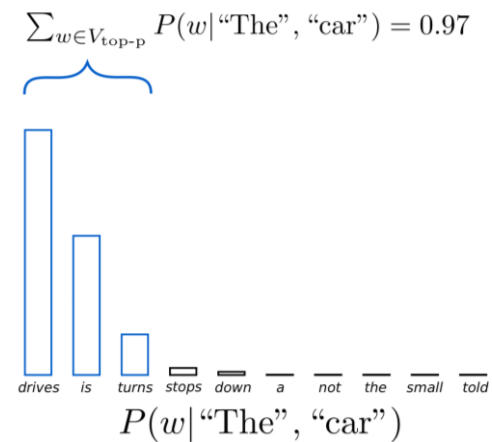 ∑w∈Vtop-p P(w|“The”, “car”) = 0.97
drives is turns stops down a not the small told
P(w|“The”, “car”)